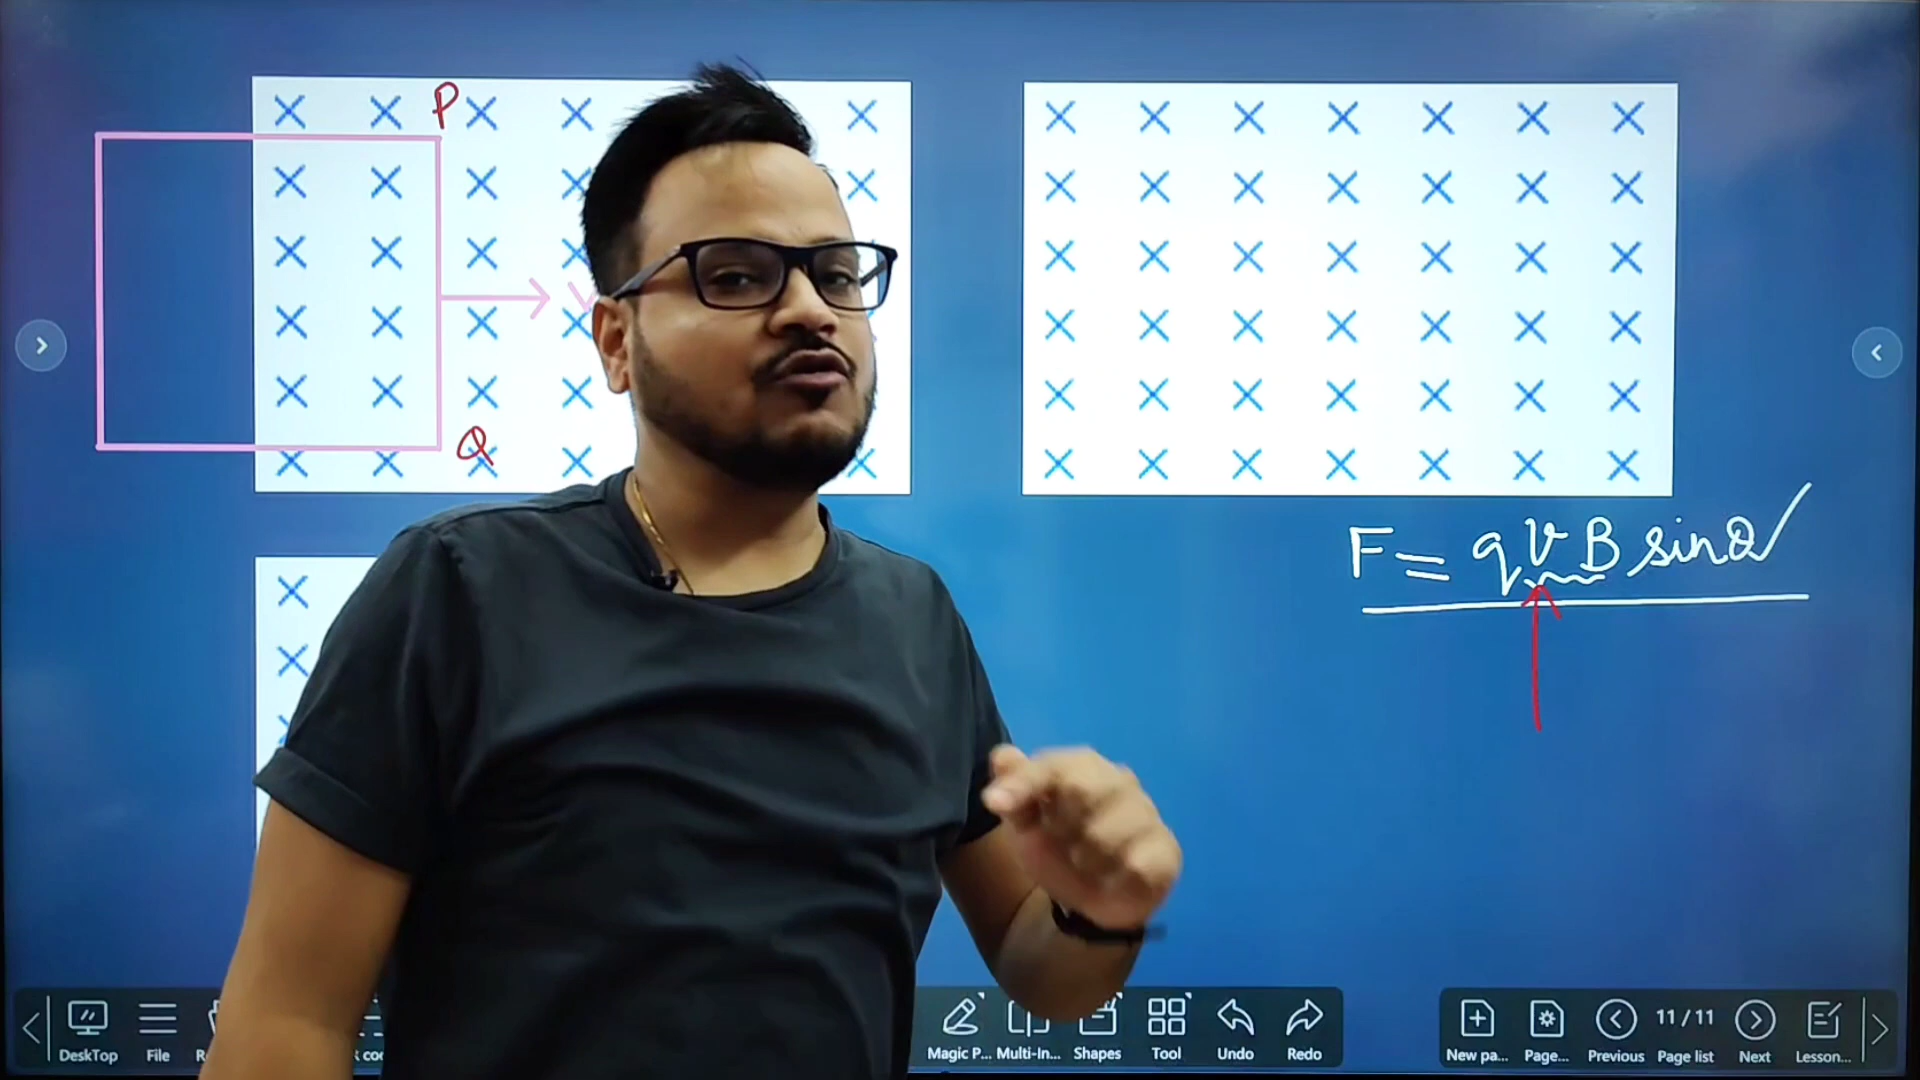 P
Q
F = qvB sinθ
DeskTop
File
Magic P...
Multi-In...
Shapes
Tool
Undo
Redo
New pa...
Page...
Previous
11/11
Page list
Next
Lesson...